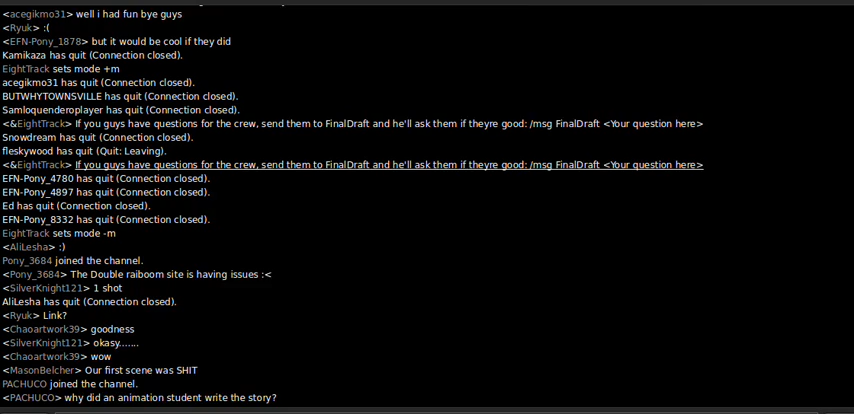 <acegikmo31> well i had fun bye guys
<Ryuk> :(
<EFN-Pony_1878> but it would be cool if they did
Kamikaza has quit (Connection closed).
EightTrack sets mode +m
acegikmo31 has quit (Connection closed).
BUTWHYTOWNSVILLE has quit (Connection closed).
Samloquenderoplayer has quit (Connection closed).
<&EightTrack> If you guys have questions for the crew, send them to FinalDraft and he'll ask them if theyre good: /msg FinalDraft <Your question here>
Snowdream has quit (Connection closed).
fleskywood has quit (Quit: Leaving).
<&EightTrack> If you guys have questions for the crew, send them to FinalDraft and he'll ask them if theyre good: /msg FinalDraft <Your question here>
EFN-Pony_4780 has quit (Connection closed).
EFN-Pony_4897 has quit (Connection closed).
Ed has quit (Connection closed).
EFN-Pony_8332 has quit (Connection closed).
EightTrack sets mode -m
<AliLesha> :)
Pony_3684 joined the channel.
<Pony_3684> The Double raiboom site is having issues :<
<SilverKnight121> 1 shot
AliLesha has quit (Connection closed).
<Ryuk> Link?
<Chaoartwork39> goodness
<SilverKnight121> okasy.......
<Chaoartwork39> wow
<MasonBelcher> Our first scene was SHIT
PACHUCO joined the channel.
<PACHUCO> why did an animation student write the story?